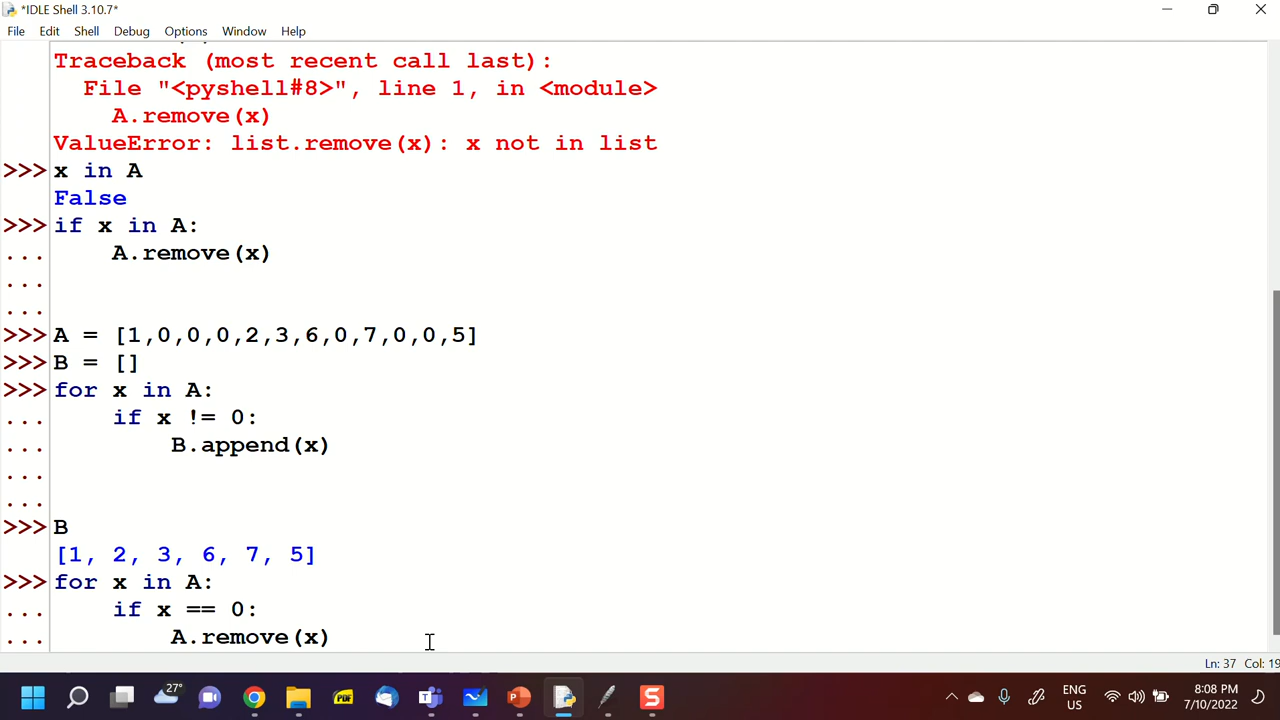 *IDLE Shell 3.10.7*
File Edit Shell Debug Options Window Help
Traceback (most recent call last):
  File "<pyshell#8>", line 1, in <module>
    A.remove(x)
ValueError: list.remove(x): x not in list
>>> x in A
False
>>> if x in A:
...     A.remove(x)
...
...
>>> A = [1,0,0,0,2,3,6,0,7,0,0,5]
>>> B = []
>>> for x in A:
...     if x != 0:
...         B.append(x)
...
...
>>> B
[1, 2, 3, 6, 7, 5]
>>> for x in A:
...     if x == 0:
...         A.remove(x)
Ln: 37 Col: 19
27°
PDF
ENG
US
8:08 PM
7/10/2022